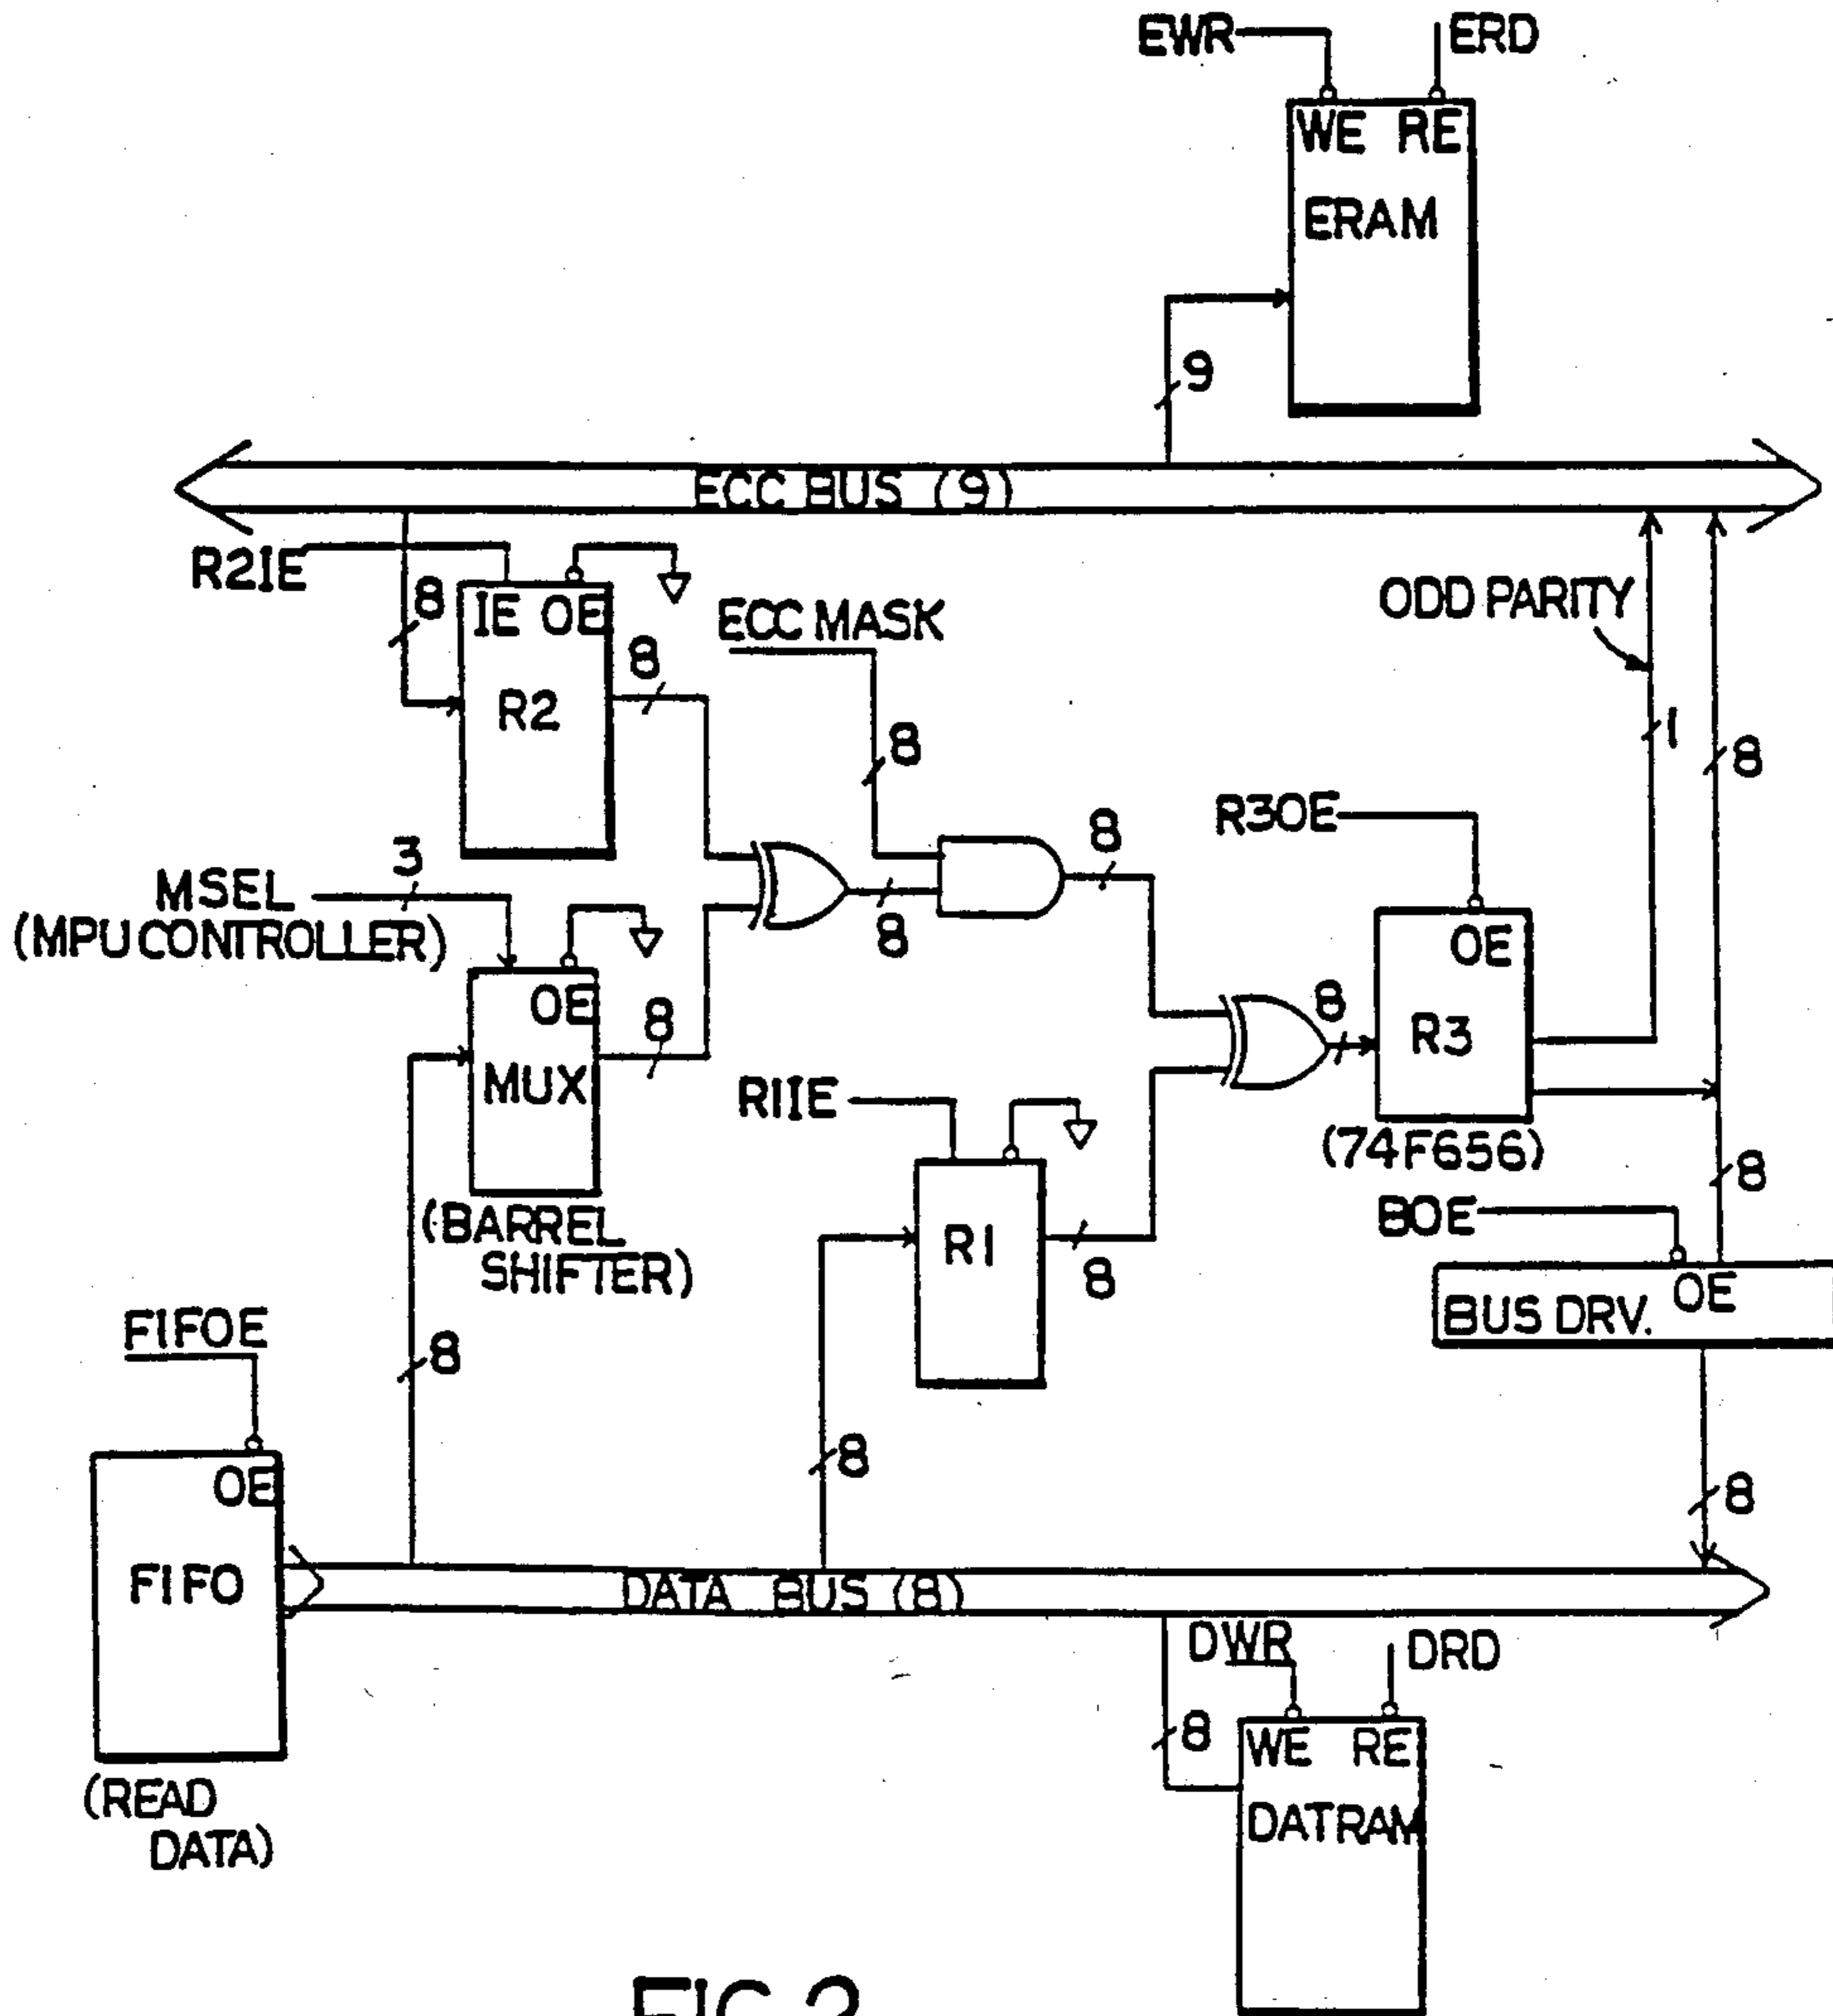 EWR
ERD
WE RE
ERAM
9
ECC BUS (9)
R2IE
8
IE OE
R2
8
ECC MASK
8
ODD PARITY
1
8
MSEL
(MPU CONTROLLER)
3
8
8
R3OE
OE
R3
(74F656)
8
OE
MUX
8
(BARREL
SHIFTER)
R1IE
R1
8
BOE
8
OE
BUS DRV.
FIFOE
OE
FIFO
(READ
DATA)
8
8
8
DATA BUS (8)
DWR
DRD
8
WE RE
DATRAM
FIG. 2